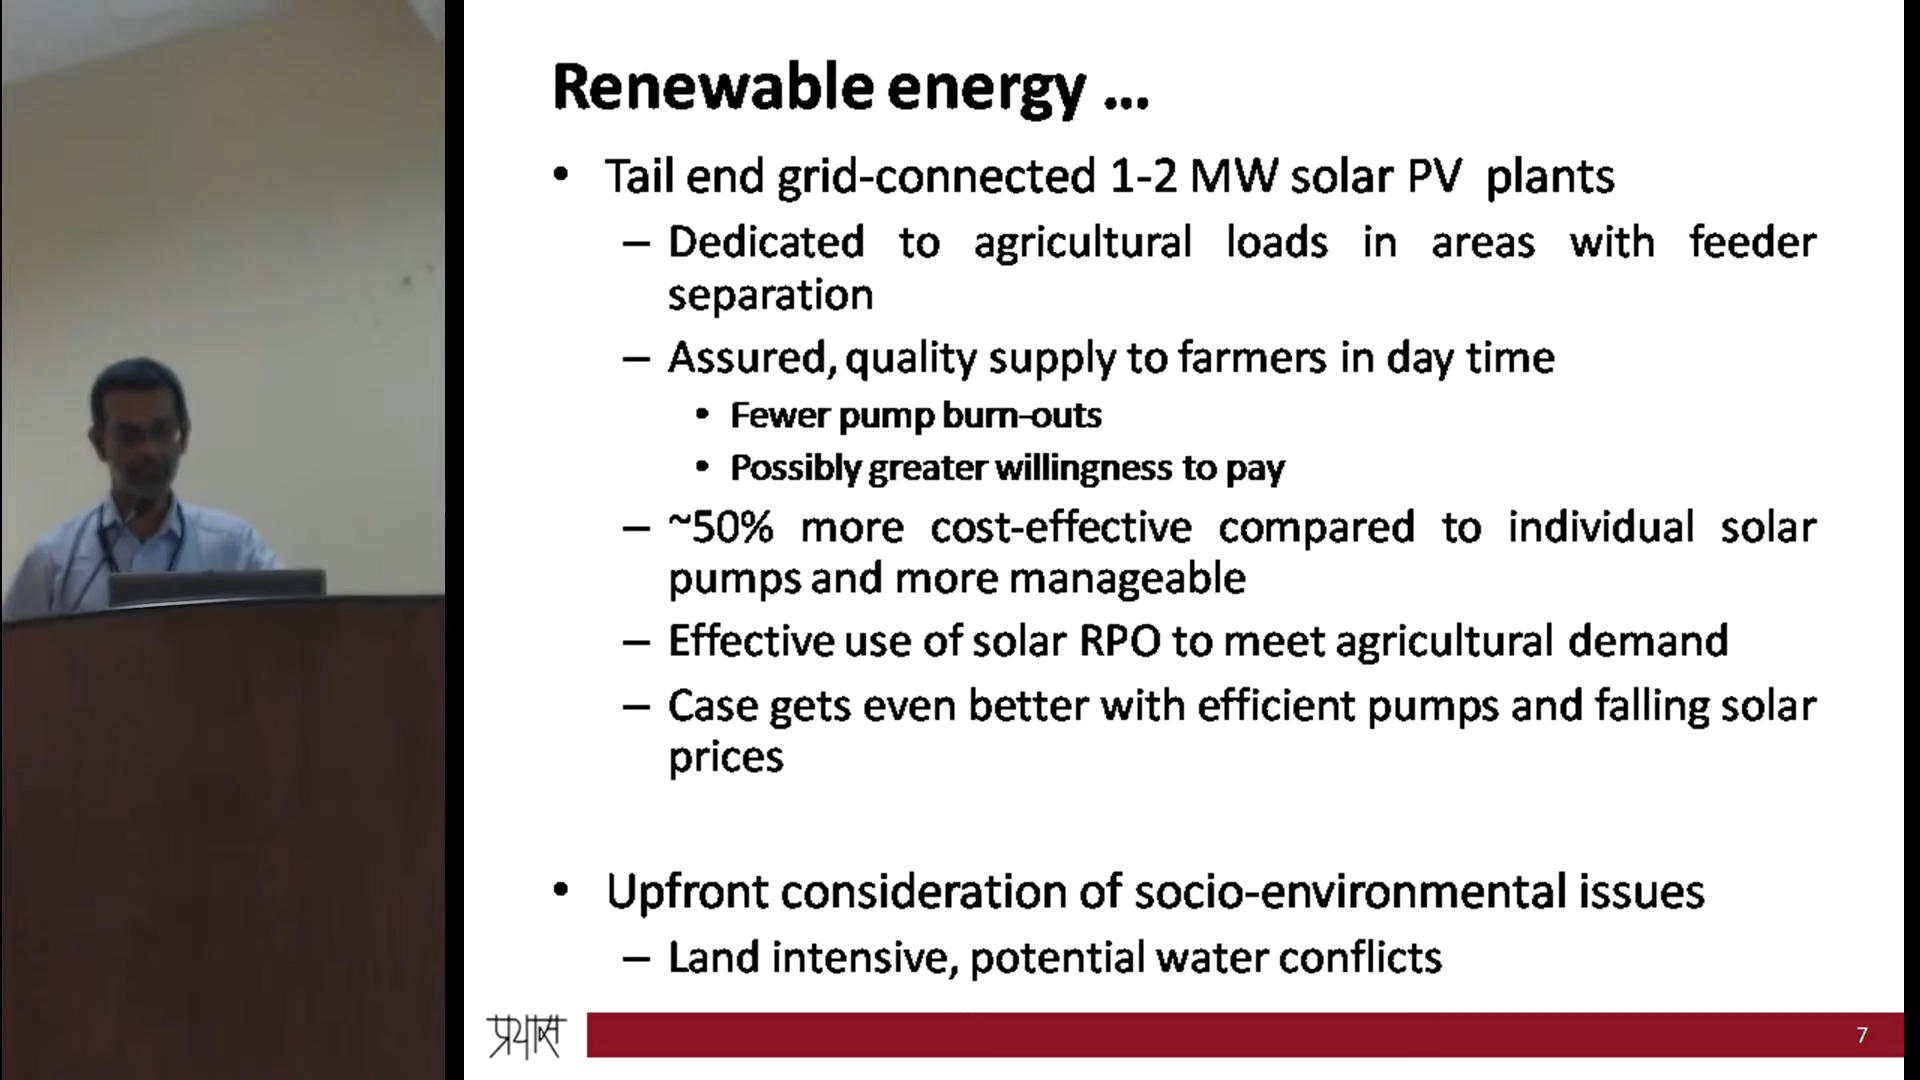 Renewable energy ...
• Tail end grid-connected 1-2 MW solar PV plants
– Dedicated to agricultural loads in areas with feeder
separation
– Assured, quality supply to farmers in day time
• Fewer pump burn-outs
• Possibly greater willingness to pay
– ~50% more cost-effective compared to individual solar
pumps and more manageable
– Effective use of solar RPO to meet agricultural demand
– Case gets even better with efficient pumps and falling solar
prices
• Upfront consideration of socio-environmental issues
– Land intensive, potential water conflicts
प्रयास
7